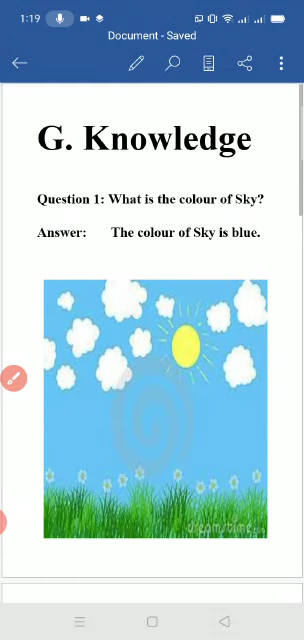 1:19
Document - Saved
G. Knowledge
Question 1: What is the colour of Sky?
Answer: The colour of Sky is blue.
dreamstime